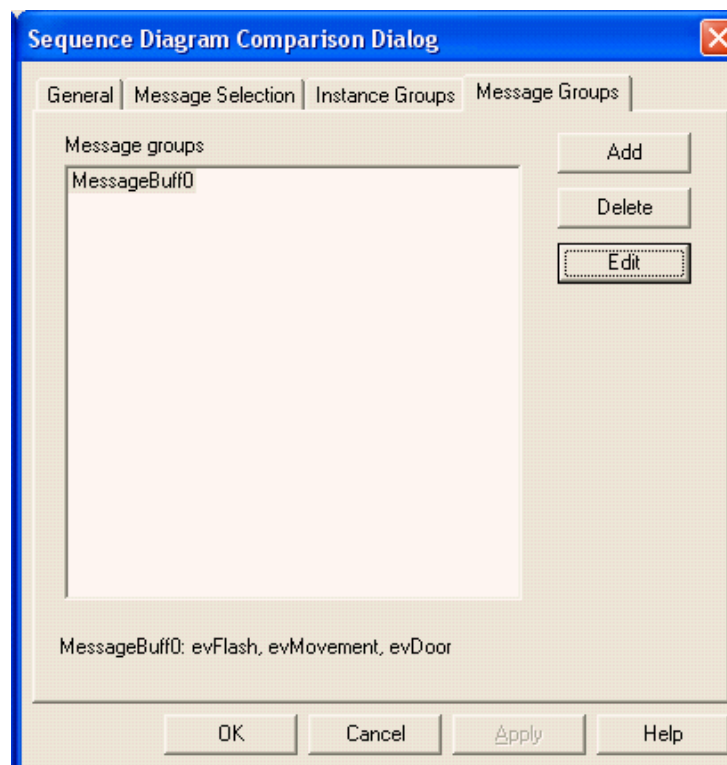 Sequence Diagram Comparison Dialog
General Message Selection Instance Groups Message Groups
Message groups
MessageBuff0
Add
Delete
Edit
MessageBuff0: evFlash, evMovement, evDoor
OK Cancel Apply Help